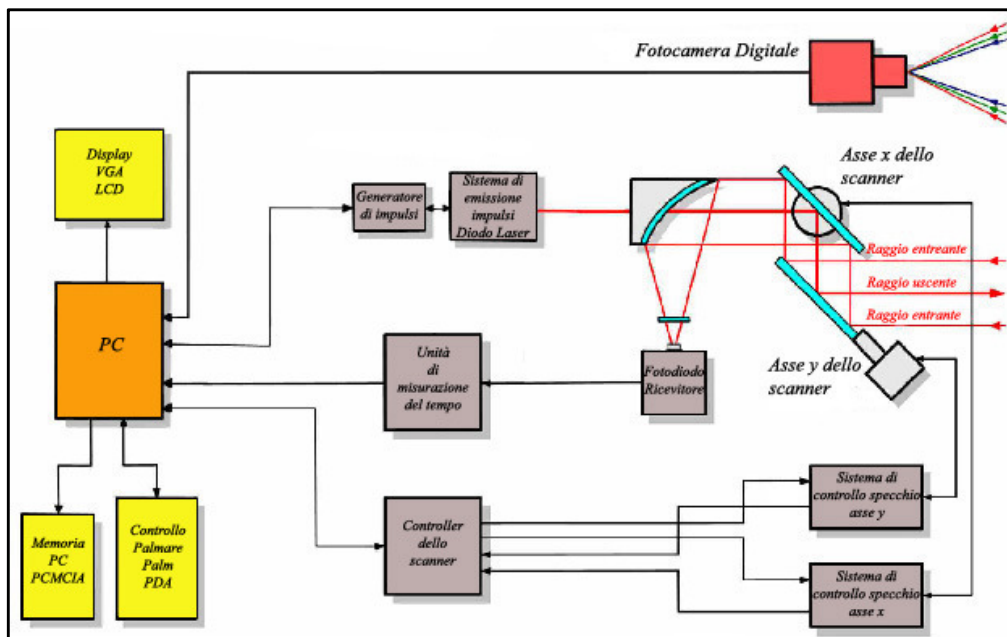 Fotocamera Digitale
Display
VGA
LCD
Generatore
di impulsi
Sistema di
emissione
impulsi
Diodo Laser
Asse x dello
scanner
Raggio entreante
Raggio uscente
Raggio entrante
PC
Unità
di
misurazione
del tempo
Fotodiodo
Ricevitore
Asse y dello
scanner
Memoria
PC
PCMCIA
Controllo
Palmare
Palm
PDA
Controller
dello
scanner
Sistema di
controllo specchio
asse y
Sistema di
controllo specchio
asse x